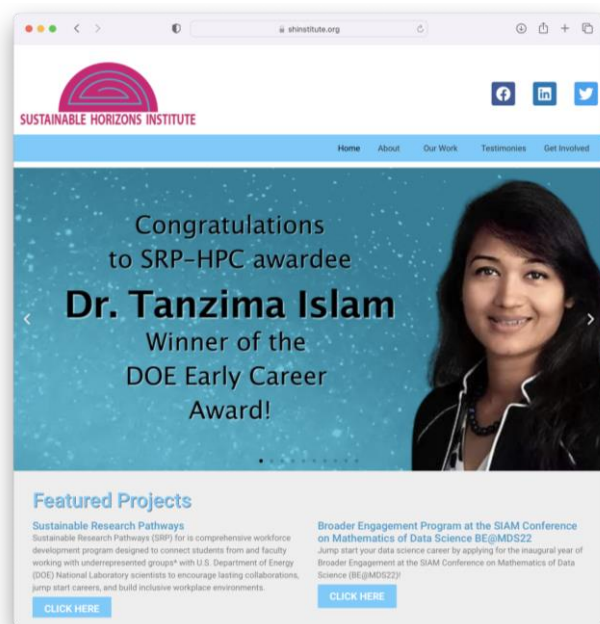 shinstitute.org
SUSTAINABLE HORIZONS INSTITUTE
f
in
Home About Our Work Testimonies Get Involved
Congratulations
to SRP-HPC awardee
Dr. Tanzima Islam
Winner of the
DOE Early Career
Award!
Featured Projects
Sustainable Research Pathways
Sustainable Research Pathways (SRP) for is comprehensive workforce
development program designed to connect students from and faculty
working with underrepresented groups* with U.S. Department of Energy
(DOE) National Laboratory scientists to encourage lasting collaborations,
jump start careers, and build inclusive workplace environments.
CLICK HERE
Broader Engagement Program at the SIAM Conference
on Mathematics of Data Science BE@MDS22
Jump start your data science career by applying for the inaugural year of
Broader Engagement at the SIAM Conference on Mathematics of Data
Science (BE@MDS22)!
CLICK HERE